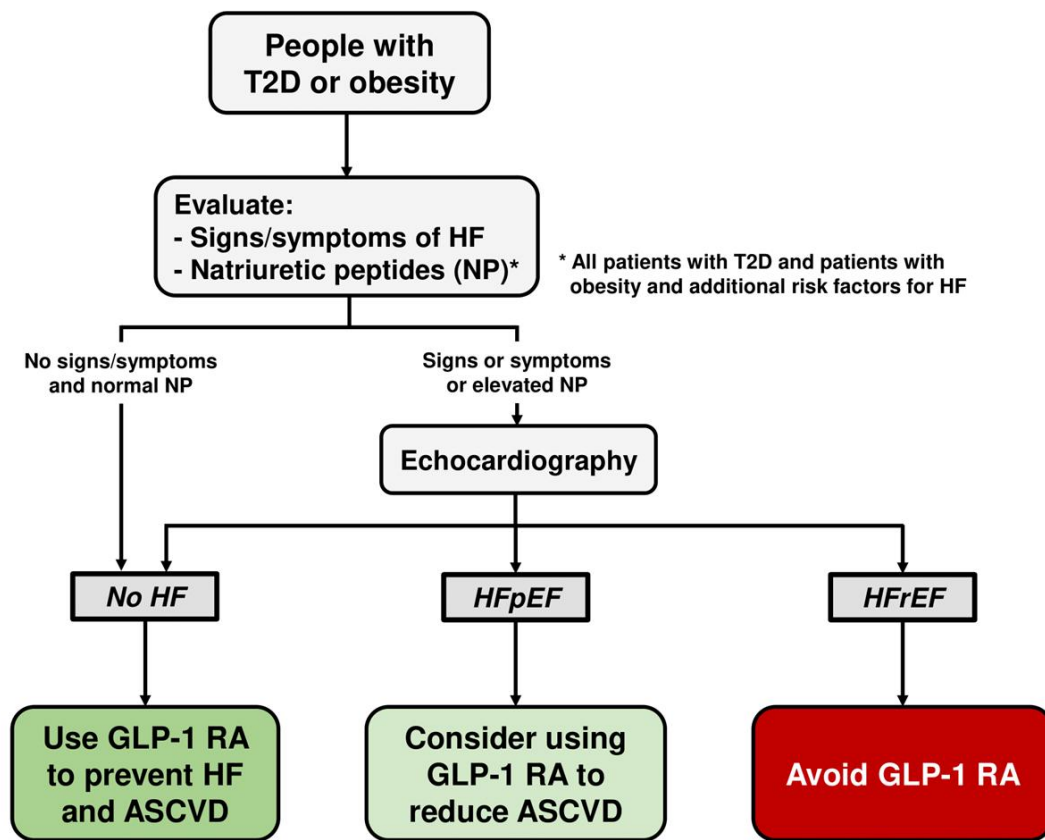 People with
T2D or obesity
Evaluate:
- Signs/symptoms of HF
- Natriuretic peptides (NP)*
* All patients with T2D and patients with
obesity and additional risk factors for HF
No signs/symptoms
and normal NP
Signs or symptoms
or elevated NP
Echocardiography
No HF
HFpEF
HFrEF
Use GLP-1 RA
to prevent HF
and ASCVD
Consider using
GLP-1 RA to
reduce ASCVD
Avoid GLP-1 RA